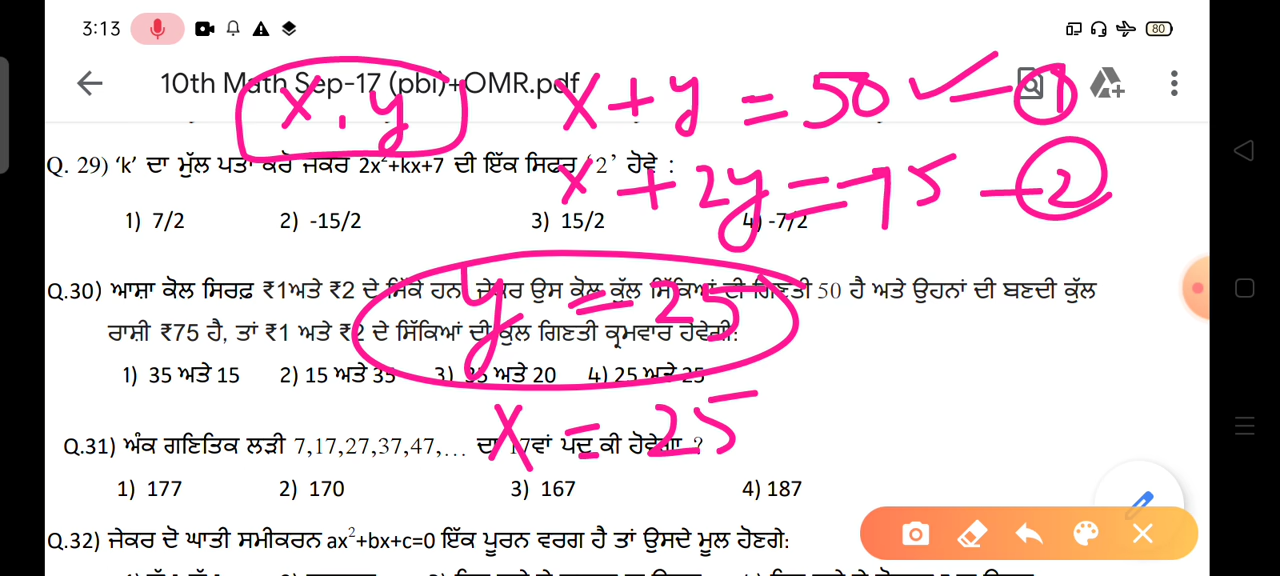 3:13
80
10th Math Sep-17 (pbi)+OMR.pdf
x, y
x + y = 50 ✓ — 1
x + 2y = 75 — 2
Q. 29) 'k' ਦਾ ਮੁੱਲ ਪਤਾ ਕਰੋ ਜੇਕਰ 2x²+kx+7 ਦੀ ਇੱਕ ਸਿਫਰ '2' ਹੋਵੇ :
1) 7/2 2) -15/2 3) 15/2 4) -7/2
Q.30) ਆਸ਼ਾ ਕੋਲ ਸਿਰਫ਼ ₹1ਅਤੇ ₹2 ਦੇ ਸਿੱਕੇ ਹਨ ਜੇਕਰ ਉਸ ਕੋਲ ਕੁੱਲ ਸਿੱਕਿਆਂ ਦੀ ਗਿਣਤੀ 50 ਹੈ ਅਤੇ ਉਹਨਾਂ ਦੀ ਬਣਦੀ ਕੁੱਲ
ਰਾਸ਼ੀ ₹75 ਹੈ, ਤਾਂ ₹1 ਅਤੇ ₹2 ਦੇ ਸਿੱਕਿਆਂ ਦੀ ਕੁੱਲ ਗਿਣਤੀ ਕ੍ਰਮਵਾਰ ਹੋਵੇਗੀ:
y = 25
1) 35 ਅਤੇ 15 2) 15 ਅਤੇ 35 3) 35 ਅਤੇ 20 4) 25 ਅਤੇ 25
x = 25
Q.31) ਅੰਕ ਗਣਿਤਿਕ ਲੜੀ 7,17,27,37,47,... ਦਾ 17ਵਾਂ ਪਦ ਕੀ ਹੋਵੇਗਾ ?
1) 177 2) 170 3) 167 4) 187
Q.32) ਜੇਕਰ ਦੋ ਘਾਤੀ ਸਮੀਕਰਨ ax²+bx+c=0 ਇੱਕ ਪੂਰਨ ਵਰਗ ਹੈ ਤਾਂ ਉਸਦੇ ਮੂਲ ਹੋਣਗੇ: